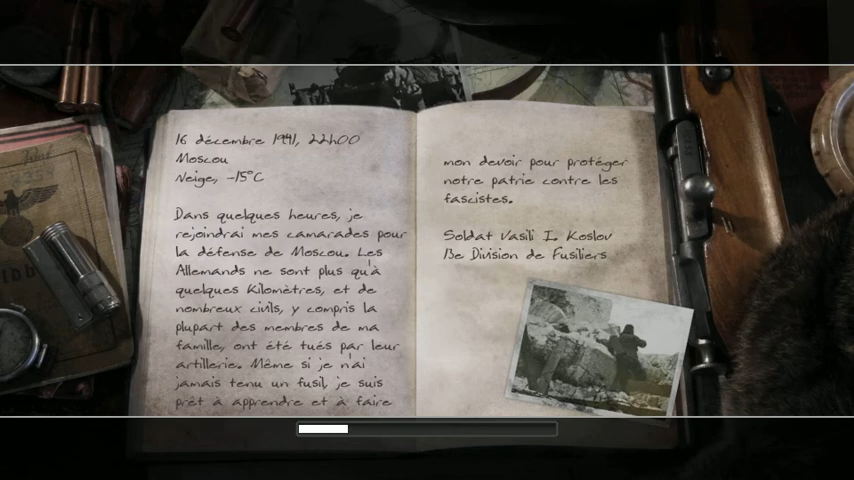 16 décembre 1941, 22h00
Moscou
Neige, -15°C
Dans quelques heures, je
rejoindrai mes camarades pour
la défense de Moscou. Les
Allemands ne sont plus qu'à
quelques kilomètres, et de
nombreux civils, y compris la
plupart des membres de ma
famille, ont été tués par leur
artillerie. Même si je n'ai
jamais tenu un fusil, je suis
prêt à apprendre et à faire
mon devoir pour protéger
notre patrie contre les
fascistes.
Soldat Vasili I. Koslov
13e Division de Fusiliers